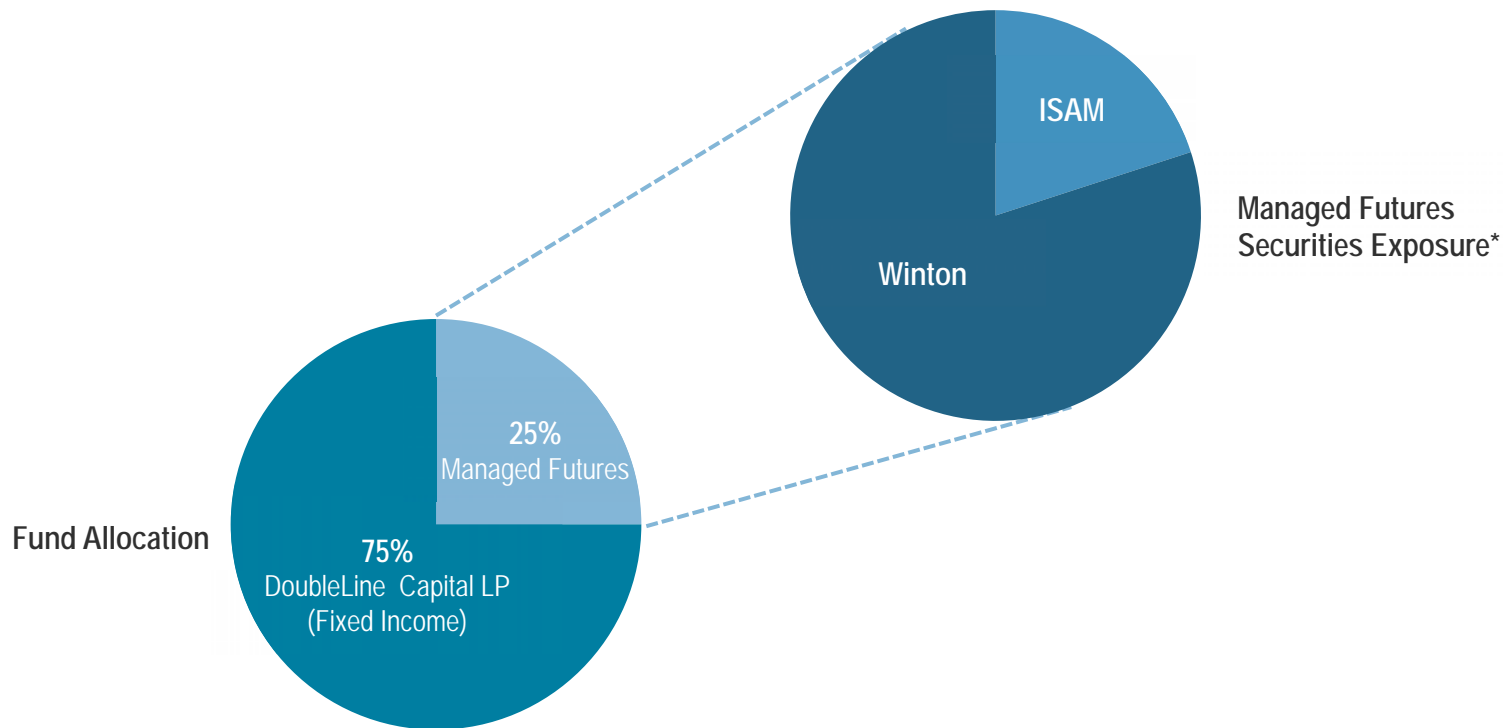 ISAM
Managed Futures
Securities Exposure*
Winton
25%
Managed Futures
Fund Allocation
75%
DoubleLine Capital LP
(Fixed Income)